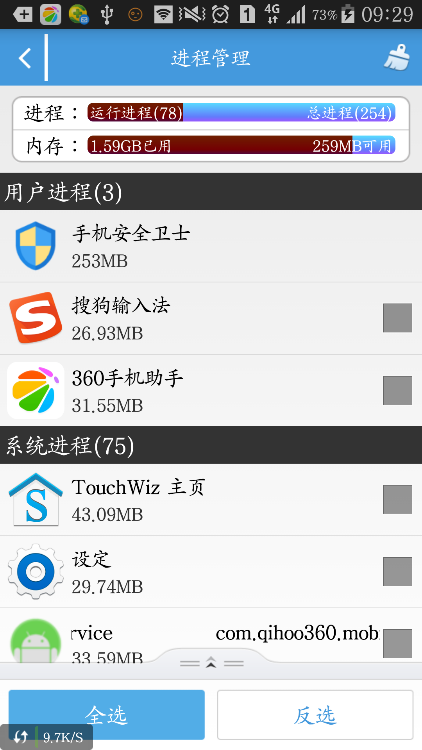 1 4G 73% 09:29
进程管理
进程： 运行进程(78) 总进程(254)
内存： 1.59GB已用 259MB可用
用户进程(3)
手机安全卫士
253MB
搜狗输入法
26.93MB
360手机助手
31.55MB
系统进程(75)
TouchWiz 主页
43.09MB
设定
29.74MB
rvice com.qihoo360.mobi
33.59MB
全选 反选
9.7K/S